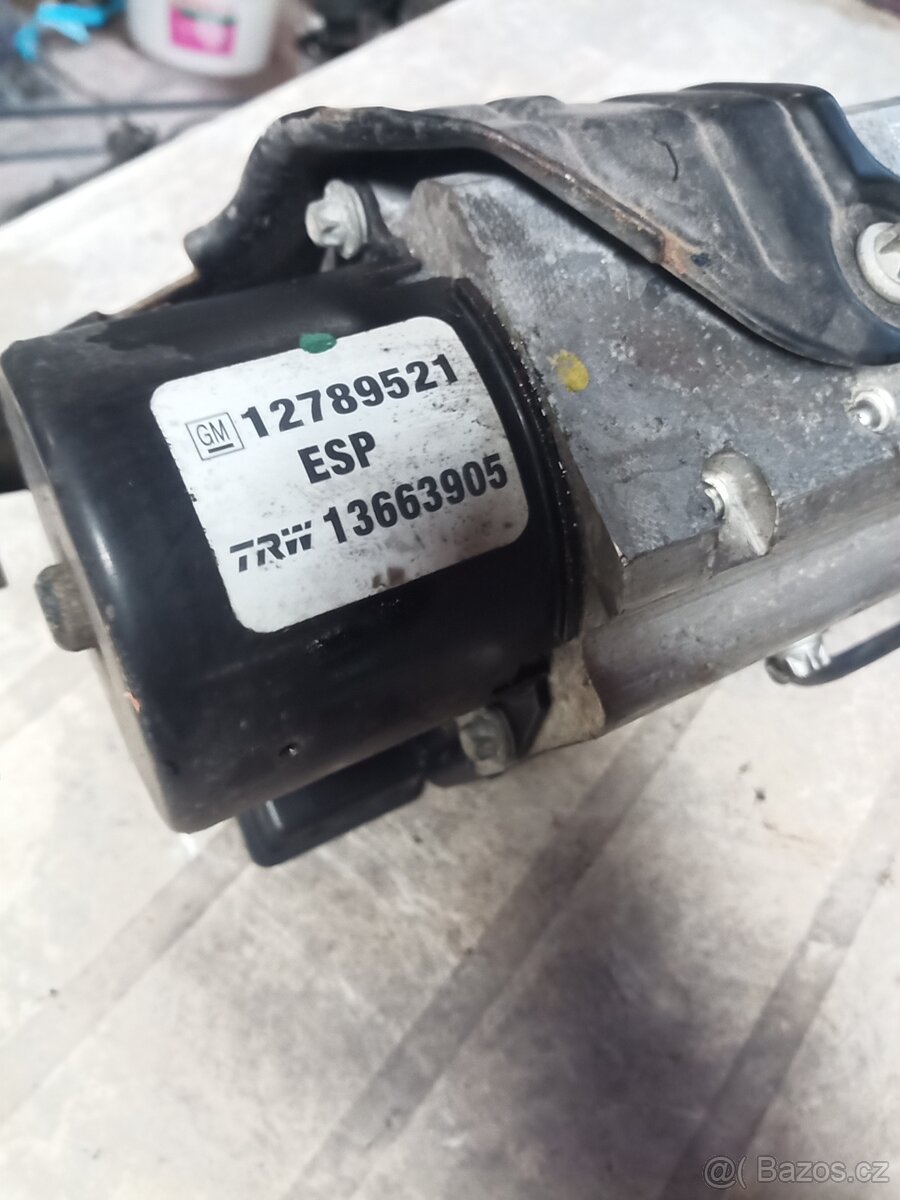 GM 12789521
ESP
TRW 13663905
@( Bazos.cz